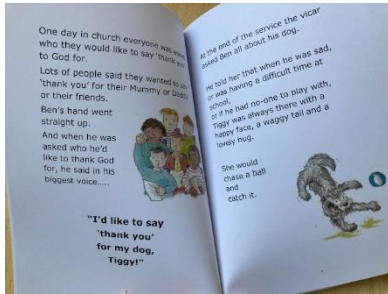 One day in church everyone was asked
who they would like to say 'thank you'
to God for.
Lots of people said they wanted to say
'thank you' for their Mummy or Daddy
or their friends.
Ben's hand went
straight up.
And when he was
asked who he'd
like to thank God
for, he said in his
biggest voice.....
"I'd like to say
'thank you'
for my dog,
Tiggy!"
At the end of the service the vicar
asked Ben all about his dog.
He told her that when he was sad,
or was having a difficult time at
school,
or if he had no-one to play with,
Tiggy was always there with a
happy face, a waggy tail and a
lovely hug.
She would
chase a ball
and
catch it.